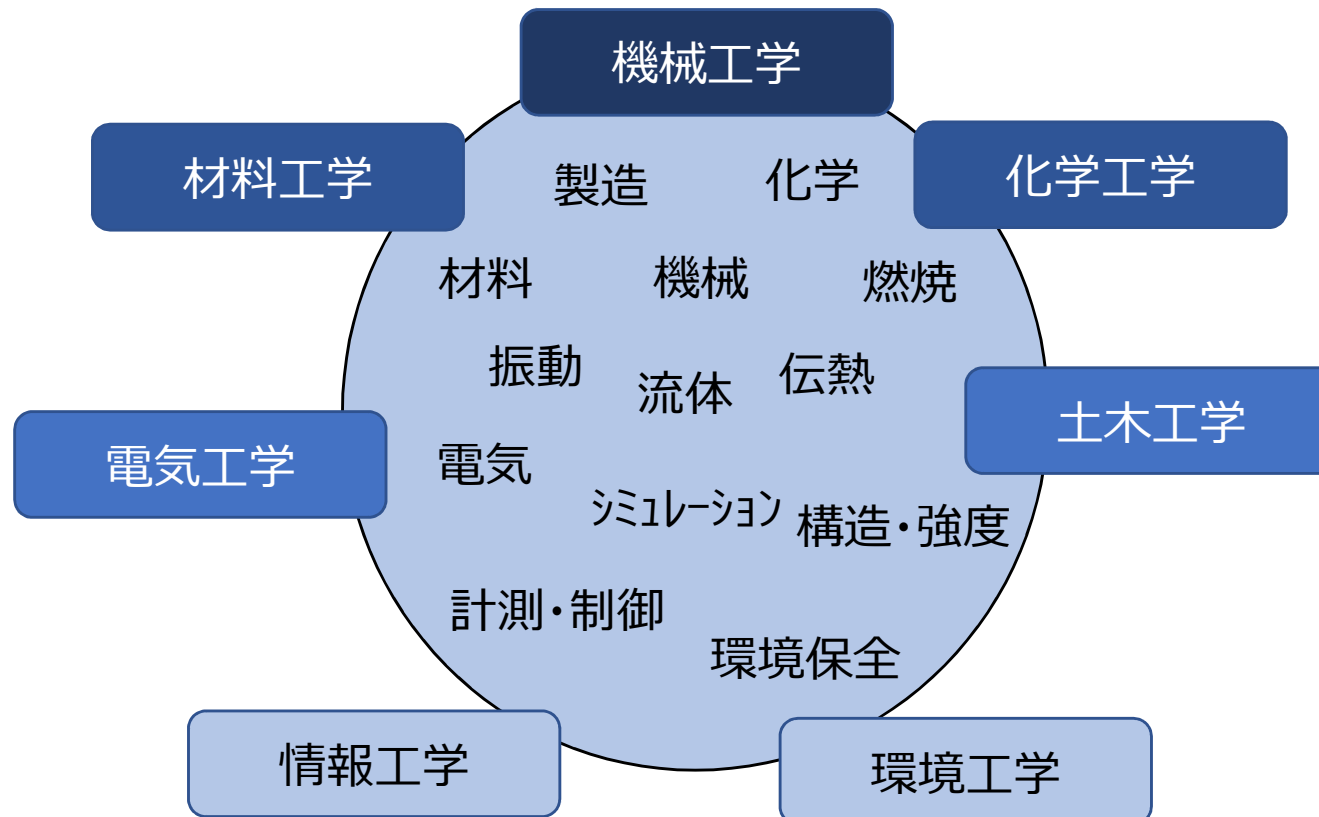 機械工学
材料工学
化学工学
製造
化学
材料
機械
燃焼
振動
流体
伝熱
電気工学
土木工学
電気
ｼﾐｭﾚｰｼｮﾝ
構造・強度
計測・制御
環境保全
情報工学
環境工学